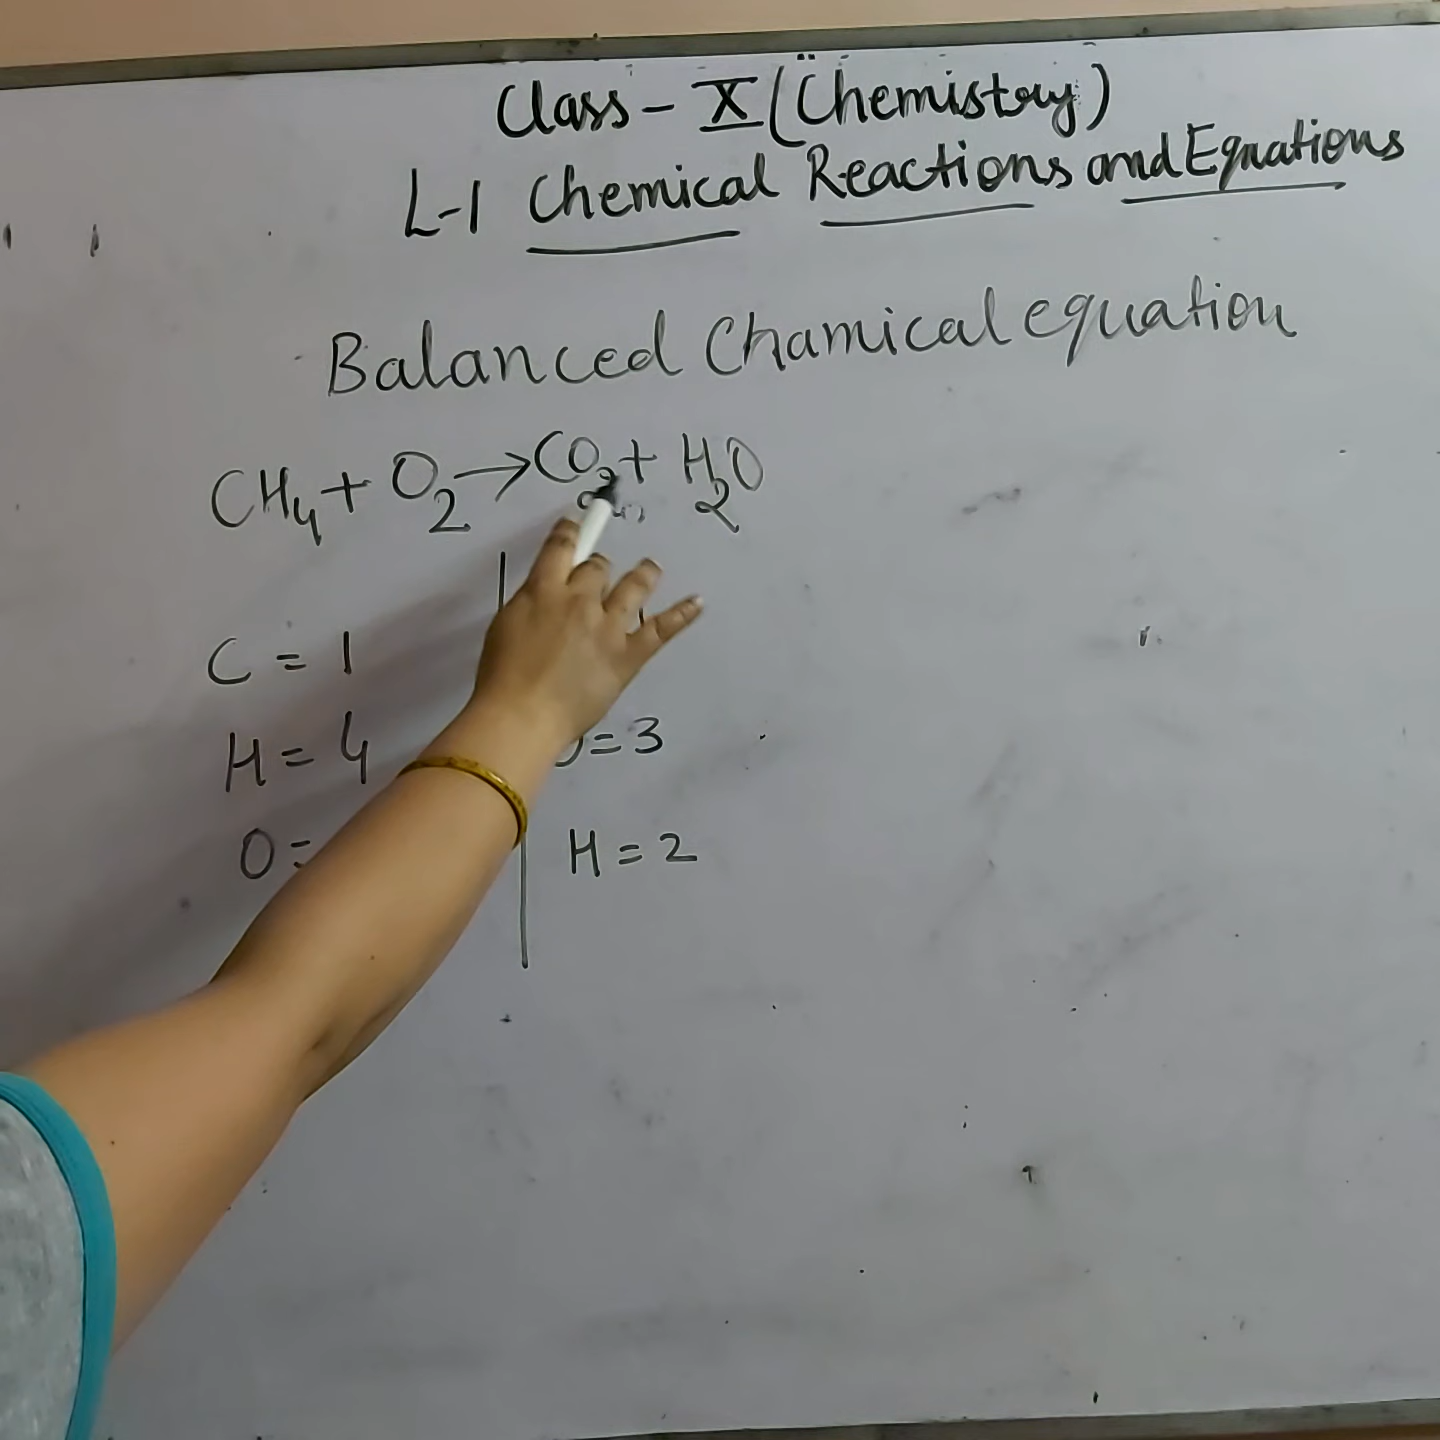 Class - X (Chemistry)
L-1 Chemical Reactions and Equations
Balanced Chamical equation
CH4 + O2 → CO2 + H2O
C = 1
H = 4 =3
O= H = 2